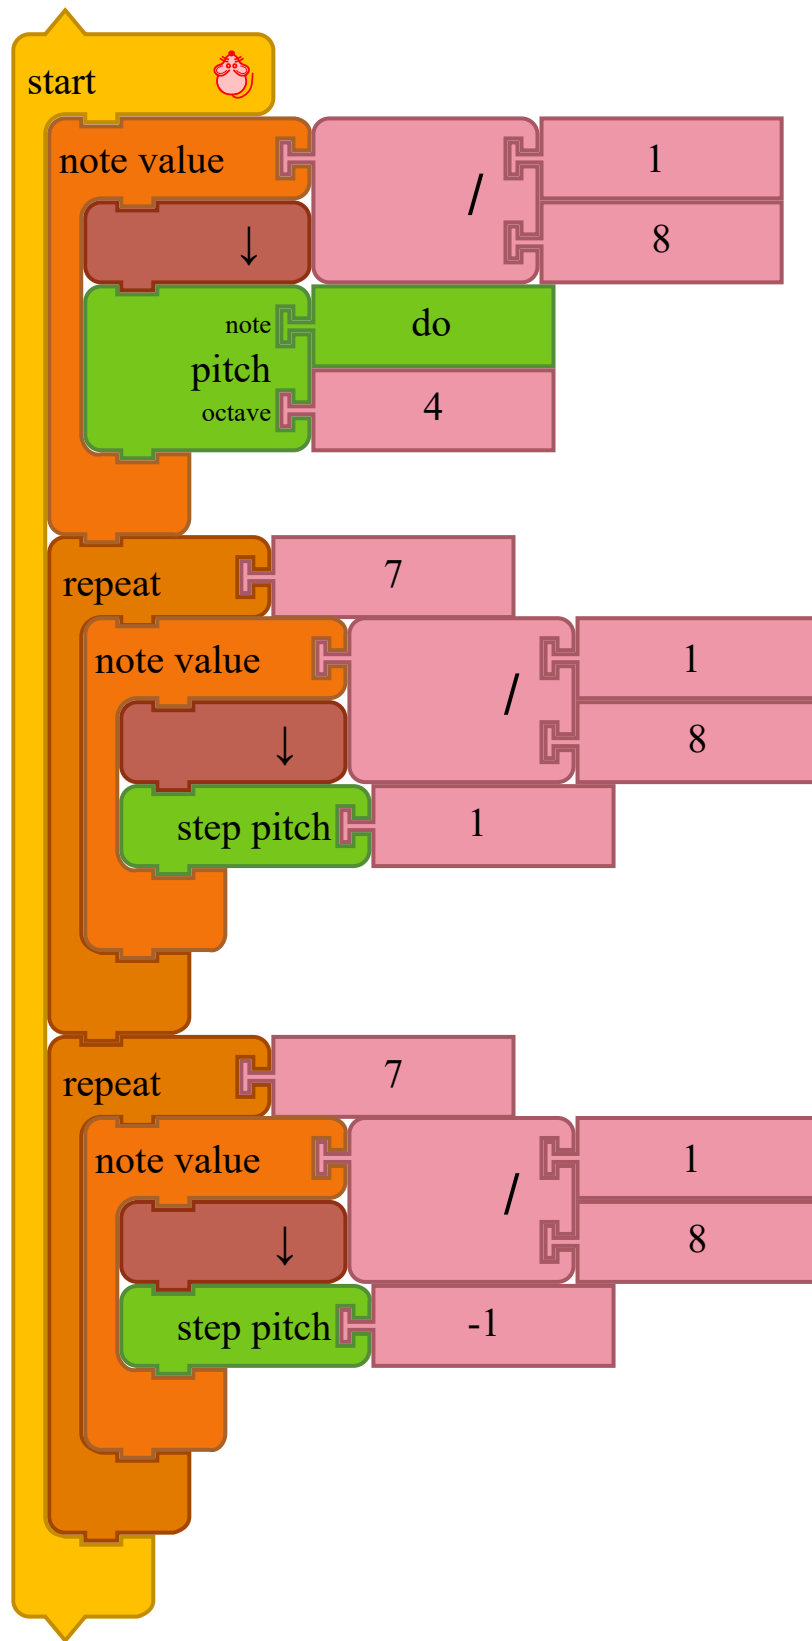 start
note value / 1
8
↓
note do
pitch
octave 4
repeat 7
note value / 1
8
↓
step pitch 1
repeat 7
note value / 1
8
↓
step pitch -1